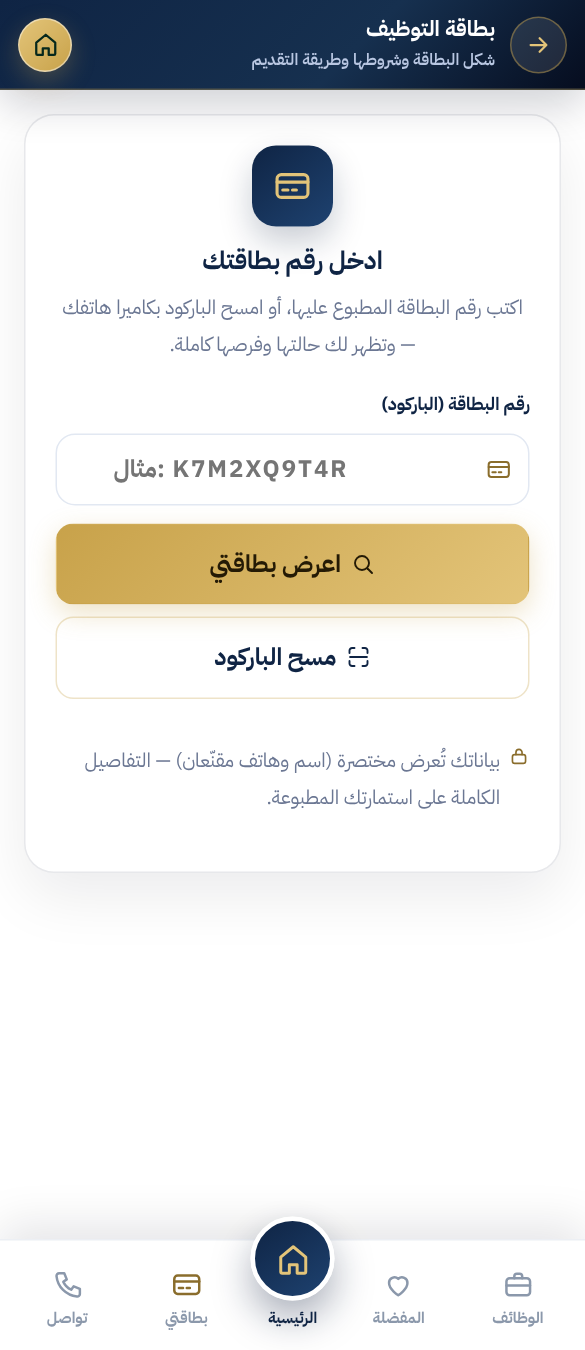 بطاقة التوظيف
شكل البطاقة وشروطها وطريقة التقديم
ادخل رقم بطاقتك
اكتب رقم البطاقة المطبوع عليها، أو امسح الباركود بكاميرا هاتفك
— وتظهر لك حالتها وفرصها كاملة.
رقم البطاقة (الباركود)
مثال: K7M2XQ9T4R
اعرض بطاقتي
مسح الباركود
بياناتك تُعرض مختصرة (اسم وهاتف مقنّعان) — التفاصيل
الكاملة على استمارتك المطبوعة.
الوظائف
المفضلة
الرئيسية
بطاقتي
تواصل